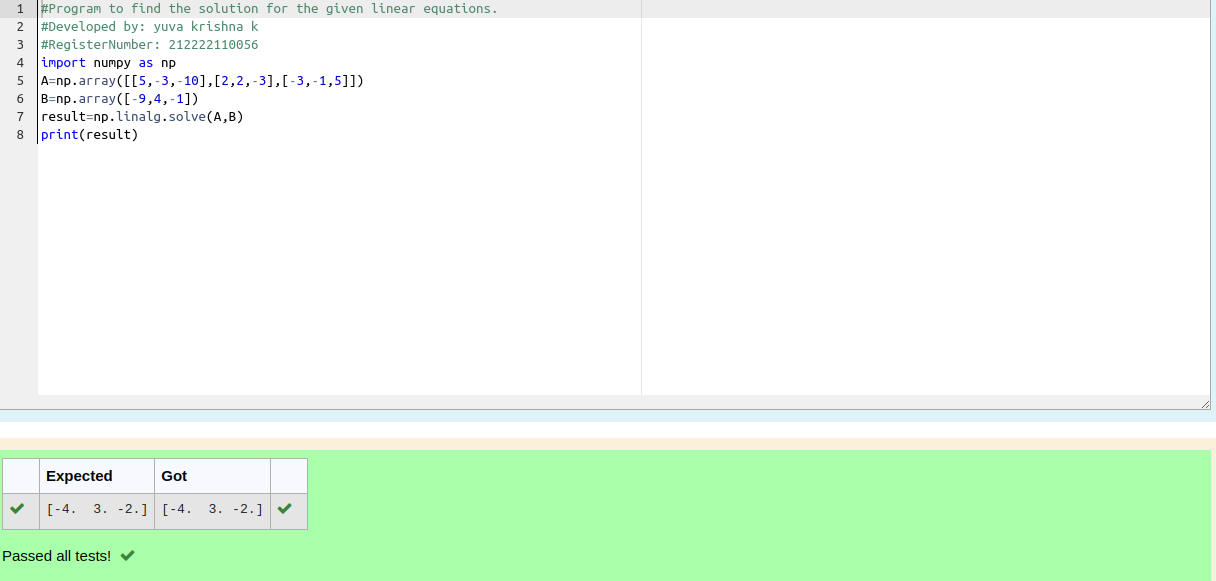 1 #Program to find the solution for the given linear equations.
2 #Developed by: yuva krishna k
3 #RegisterNumber: 212222110056
4 import numpy as np
5 A=np.array([[5,-3,-10],[2,2,-3],[-3,-1,5]])
6 B=np.array([-9,4,-1])
7 result=np.linalg.solve(A,B)
8 print(result)
Expected Got
[-4.  3. -2.] [-4.  3. -2.]
Passed all tests!